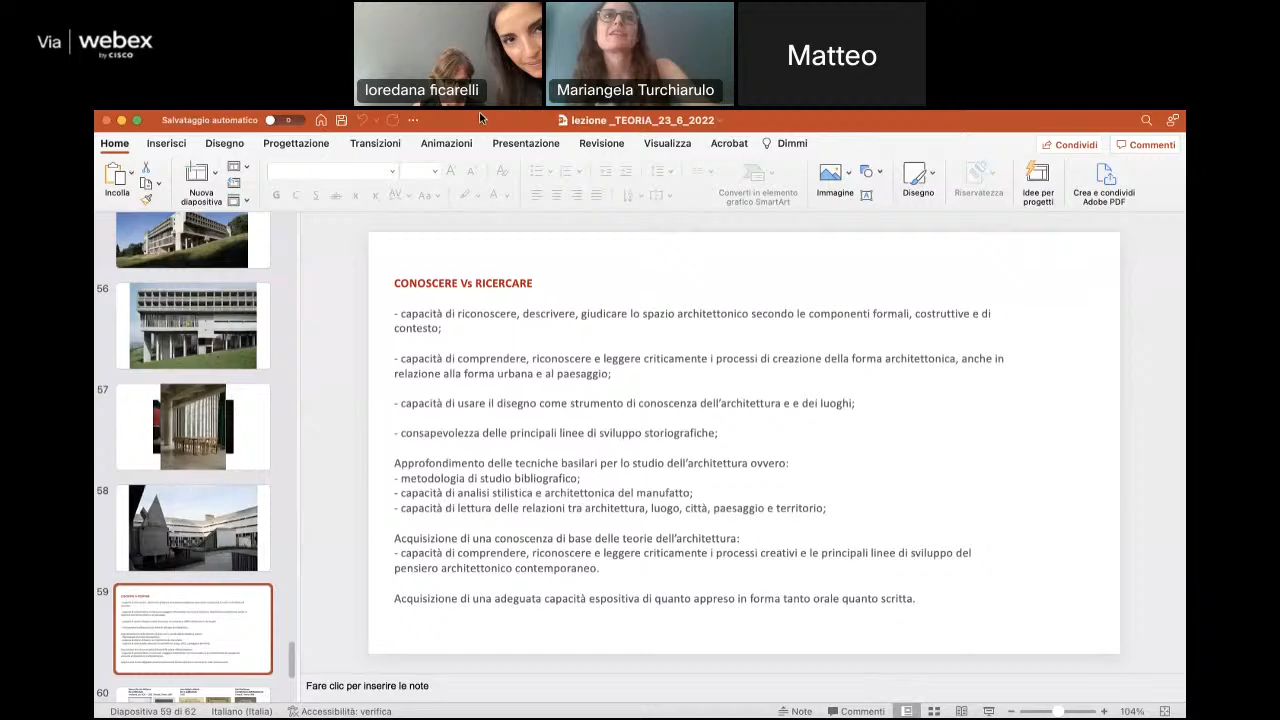 Via webex
by CISCO
loredana ficarelli
Mariangela Turchiarulo
Matteo
Salvataggio automatico
lezione _TEORIA_23_6_2022
Home Inserisci Disegno Progettazione Transizioni Animazioni Presentazione Revisione Visualizza Acrobat Dimmi
Condividi Commenti
Incolla
Nuova
diapositiva
G C S ab x x AV Aa A
Converti in elemento
grafico SmartArt
Immagine
Disegno
Riservatezza
Idee per
progetti
Crea e condividi
Adobe PDF
56
57
58
59
60
CONOSCERE Vs RICERCARE
- capacità di riconoscere, descrivere, giudicare lo spazio architettonico secondo le componenti formali, costruttive e di
contesto;
- capacità di comprendere, riconoscere e leggere criticamente i processi di creazione della forma architettonica, anche in
relazione alla forma urbana e al paesaggio;
- capacità di usare il disegno come strumento di conoscenza dell'architettura e e dei luoghi;
- consapevolezza delle principali linee di sviluppo storiografiche;
Approfondimento delle tecniche basilari per lo studio dell'architettura ovvero:
- metodologia di studio bibliografico;
- capacità di analisi stilistica e architettonica del manufatto;
- capacità di lettura delle relazioni tra architettura, luogo, città, paesaggio e territorio;
Acquisizione di una conoscenza di base delle teorie dell'architettura:
- capacità di comprendere, riconoscere e leggere criticamente i processi creativi e le principali linee di sviluppo del
pensiero architettonico contemporaneo.
Acquisizione di una adeguata capacità espositiva di quanto appreso in forma tanto orale quanto scritta.
Fare clic per inserire le note
Diapositiva 59 di 62 Italiano (Italia) Accessibilità: verifica
Note Commenti 104%